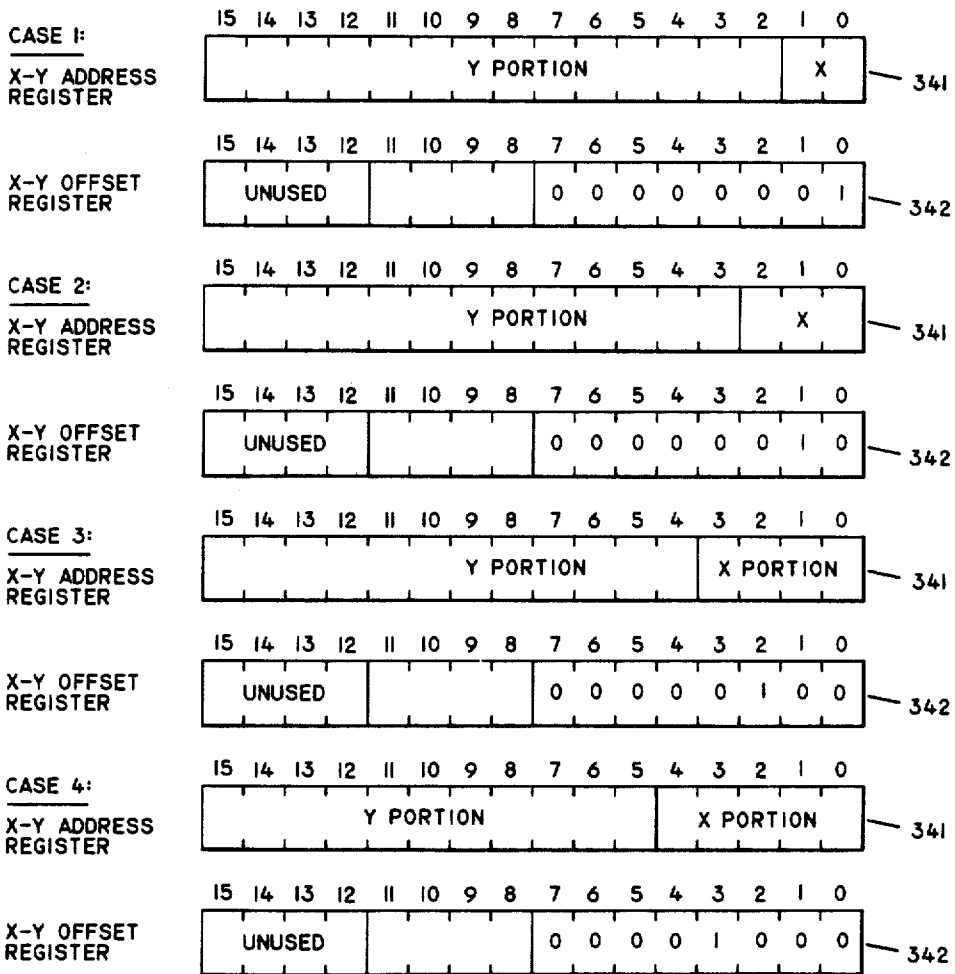 15 14 13 12 11 10 9 8 7 6 5 4 3 2 1 0
CASE 1:
X-Y ADDRESS
REGISTER
Y PORTION X
341
15 14 13 12 11 10 9 8 7 6 5 4 3 2 1 0
X-Y OFFSET
REGISTER
UNUSED 0 0 0 0 0 0 0 1
342
15 14 13 12 11 10 9 8 7 6 5 4 3 2 1 0
CASE 2:
X-Y ADDRESS
REGISTER
Y PORTION X
341
15 14 13 12 11 10 9 8 7 6 5 4 3 2 1 0
X-Y OFFSET
REGISTER
UNUSED 0 0 0 0 0 0 1 0
342
15 14 13 12 11 10 9 8 7 6 5 4 3 2 1 0
CASE 3:
X-Y ADDRESS
REGISTER
Y PORTION X PORTION
341
15 14 13 12 11 10 9 8 7 6 5 4 3 2 1 0
X-Y OFFSET
REGISTER
UNUSED 0 0 0 0 0 1 0 0
342
15 14 13 12 11 10 9 8 7 6 5 4 3 2 1 0
CASE 4:
X-Y ADDRESS
REGISTER
Y PORTION X PORTION
341
15 14 13 12 11 10 9 8 7 6 5 4 3 2 1 0
X-Y OFFSET
REGISTER
UNUSED 0 0 0 0 1 0 0 0
342